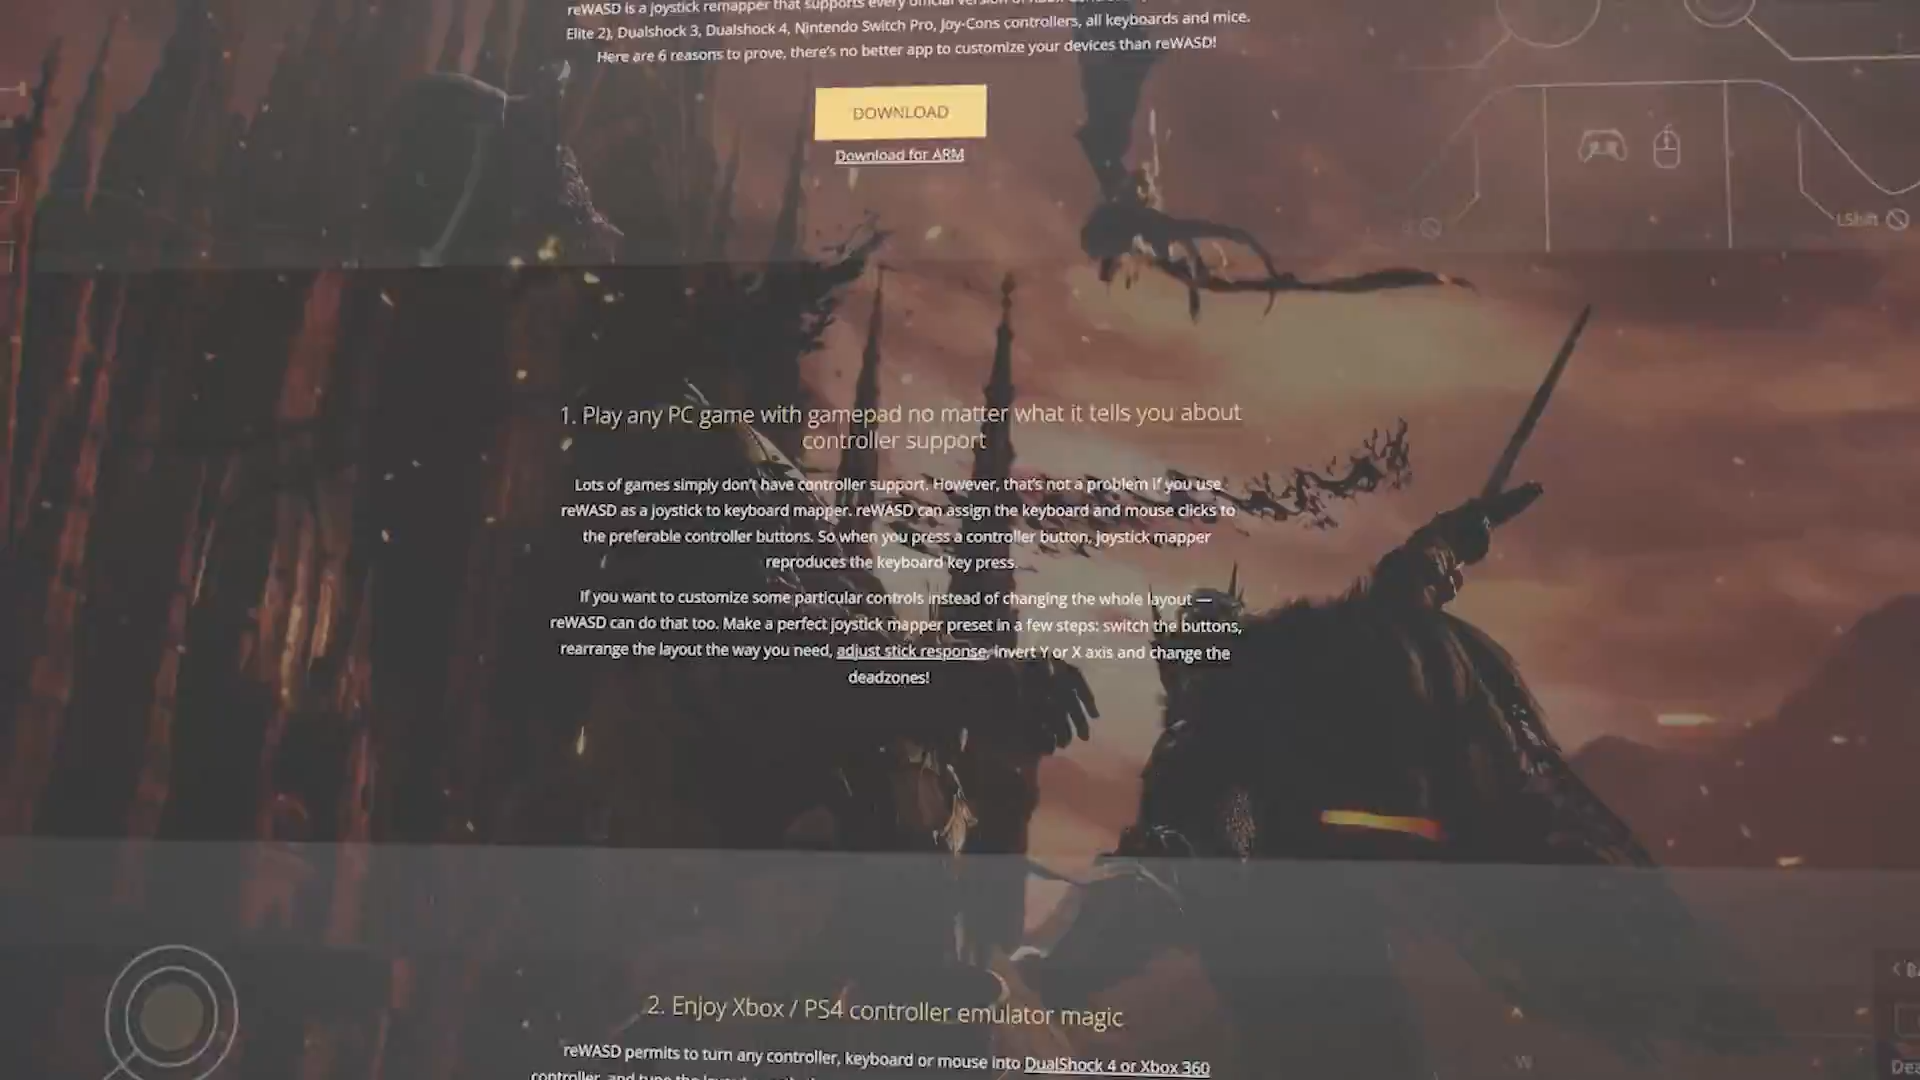 reWASD is a joystick remapper that supports every official version of
Elite 2), Dualshock 3, Dualshock 4, Nintendo Switch Pro, Joy-Cons controllers, all keyboards and mice.
Here are 6 reasons to prove, there's no better app to customize your devices than reWASD!
DOWNLOAD
Download for ARM
LShift
1. Play any PC game with gamepad no matter what it tells you about
controller support
Lots of games simply don't have controller support. However, that's not a problem if you use
reWASD as a joystick to keyboard mapper. reWASD can assign the keyboard and mouse clicks to
the preferable controller buttons. So when you press a controller button, joystick mapper
reproduces the keyboard key press.
If you want to customize some particular controls instead of changing the whole layout —
reWASD can do that too. Make a perfect joystick mapper preset in a few steps: switch the buttons,
rearrange the layout the way you need, adjust stick response, invert Y or X axis and change the
deadzones!
2. Enjoy Xbox / PS4 controller emulator magic
reWASD permits to turn any controller, keyboard or mouse into DualShock 4 or Xbox 360
W